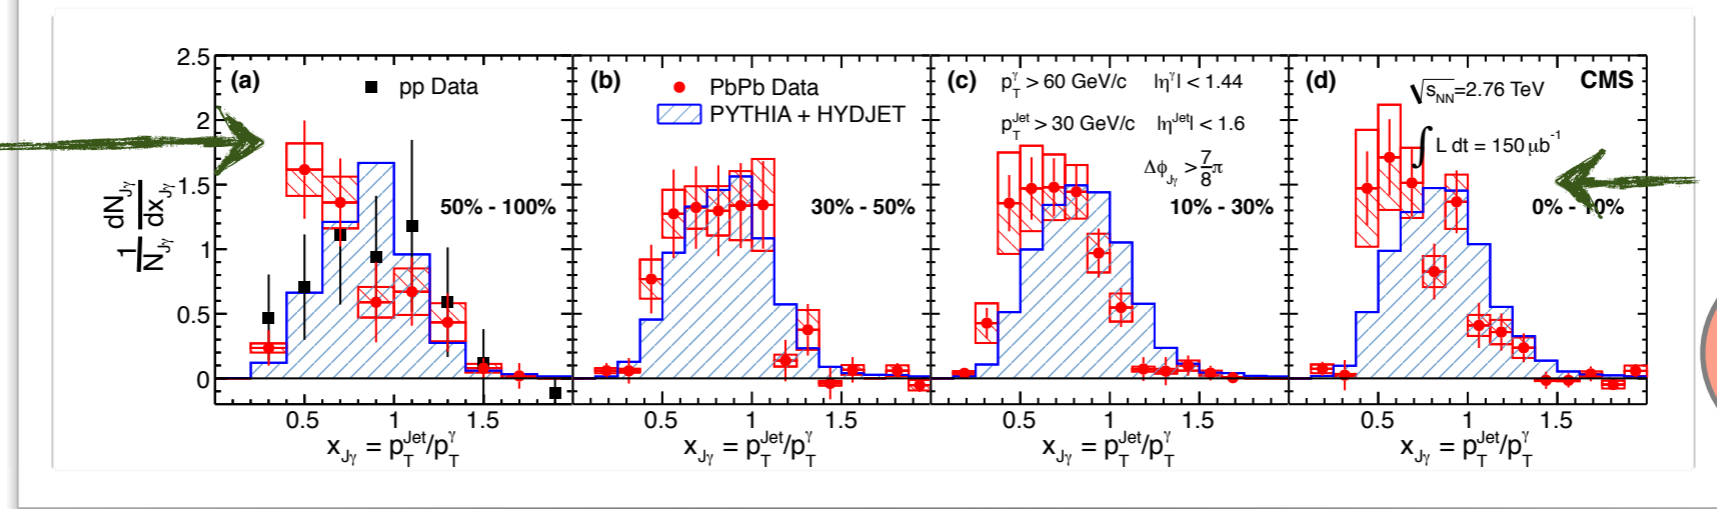 2.5
2
1.5
1
0.5
0
1/N_Jγ dN_Jγ/dx_Jγ
(a)
pp Data
50% - 100%
0.5 1 1.5
x_Jγ = p_T^Jet/p_T^γ
(b)
PbPb Data
PYTHIA + HYDJET
30% - 50%
0.5 1 1.5
x_Jγ = p_T^Jet/p_T^γ
(c)
p_T^γ > 60 GeV/c |η^γ| < 1.44
p_T^Jet > 30 GeV/c |η^Jet| < 1.6
Δφ_Jγ > 7/8 π
10% - 30%
0.5 1 1.5
x_Jγ = p_T^Jet/p_T^γ
(d)
CMS
√s_NN=2.76 TeV
∫ L dt = 150 μb^-1
0% - 10%
0.5 1 1.5
x_Jγ = p_T^Jet/p_T^γ